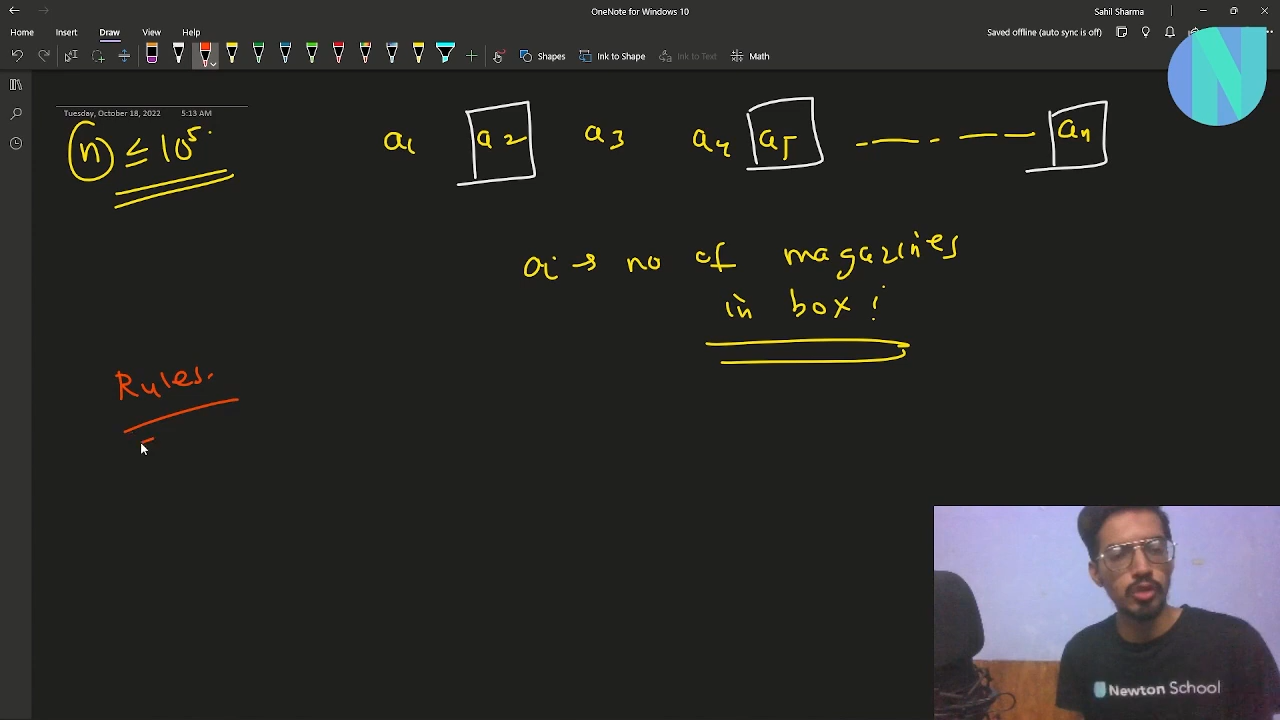 OneNote for Windows 10
Sahil Sharma
Home Insert Draw View Help
Saved offline (auto sync is off)
Shapes Ink to Shape Ink to Text Math
Tuesday, October 18, 2022 5:13 AM
n ≤ 10^5
a1 a2 a3 a4 a5 ---- - --- an
ai → no of magazines
in box i
Rules.
Newton School